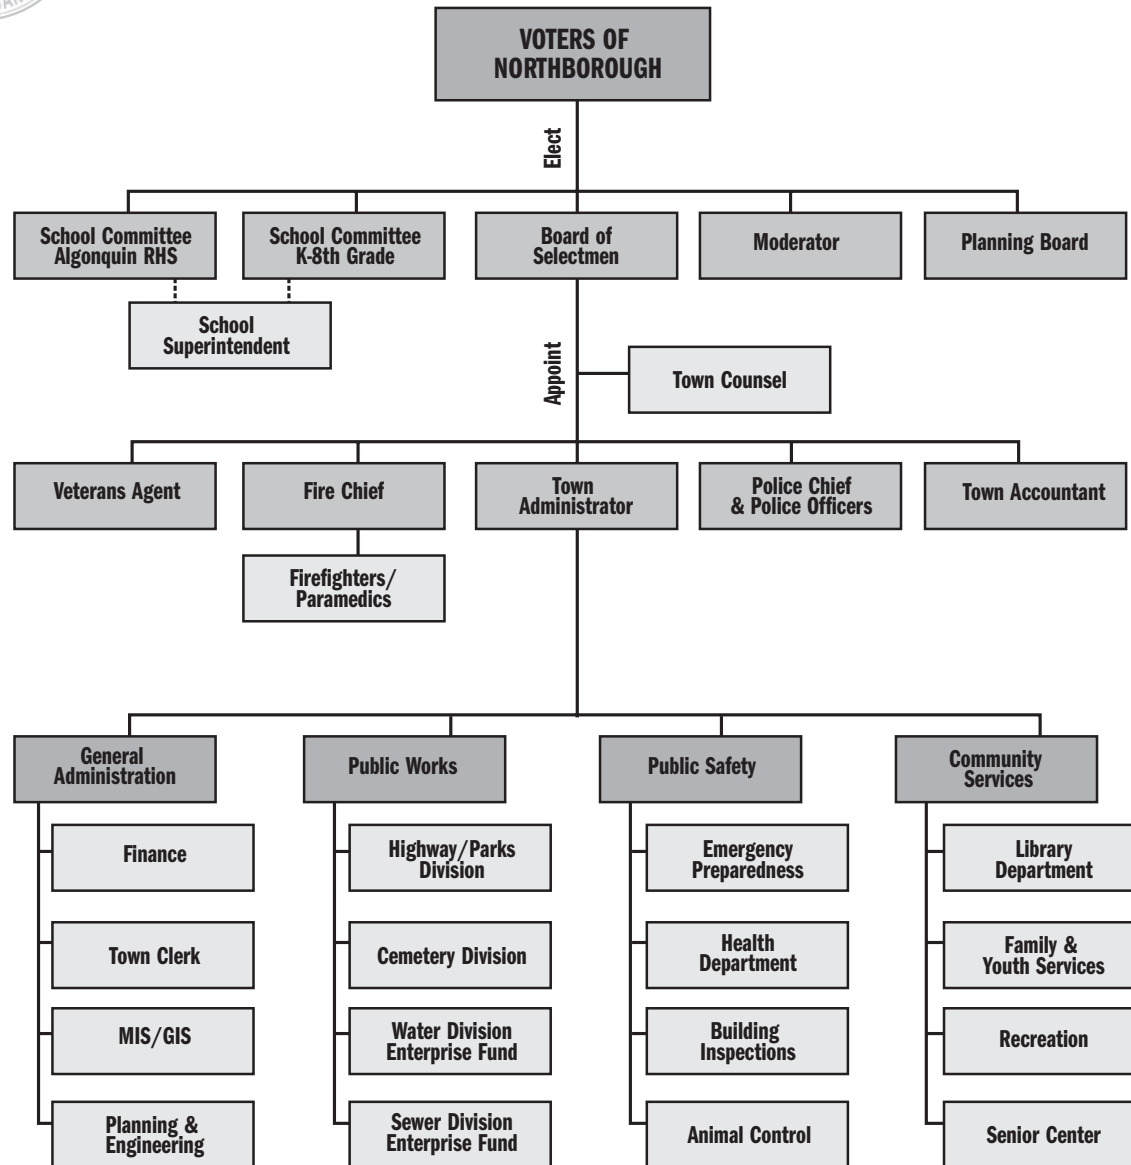 VOTERS OF
NORTHBOROUGH
Elect
School Committee
Algonquin RHS
School Committee
K-8th Grade
Board of
Selectmen
Moderator
Planning Board
School
Superintendent
Appoint
Town Counsel
Veterans Agent
Fire Chief
Town
Administrator
Police Chief
& Police Officers
Town Accountant
Firefighters/
Paramedics
General
Administration
Public Works
Public Safety
Community
Services
Finance
Highway/Parks
Division
Emergency
Preparedness
Library
Department
Town Clerk
Cemetery Division
Health
Department
Family &
Youth Services
MIS/GIS
Water Division
Enterprise Fund
Building
Inspections
Recreation
Planning &
Engineering
Sewer Division
Enterprise Fund
Animal Control
Senior Center